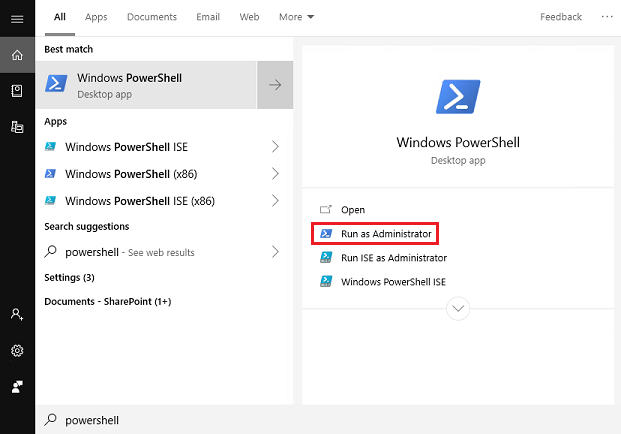 All Apps Documents Email Web More Feedback ...
Best match
Windows PowerShell
Desktop app
Apps
Windows PowerShell ISE
Windows PowerShell (x86)
Windows PowerShell ISE (x86)
Search suggestions
powershell - See web results
Settings (3)
Documents - SharePoint (1+)
Windows PowerShell
Desktop app
Open
Run as Administrator
Run ISE as Administrator
Windows PowerShell ISE
powershell